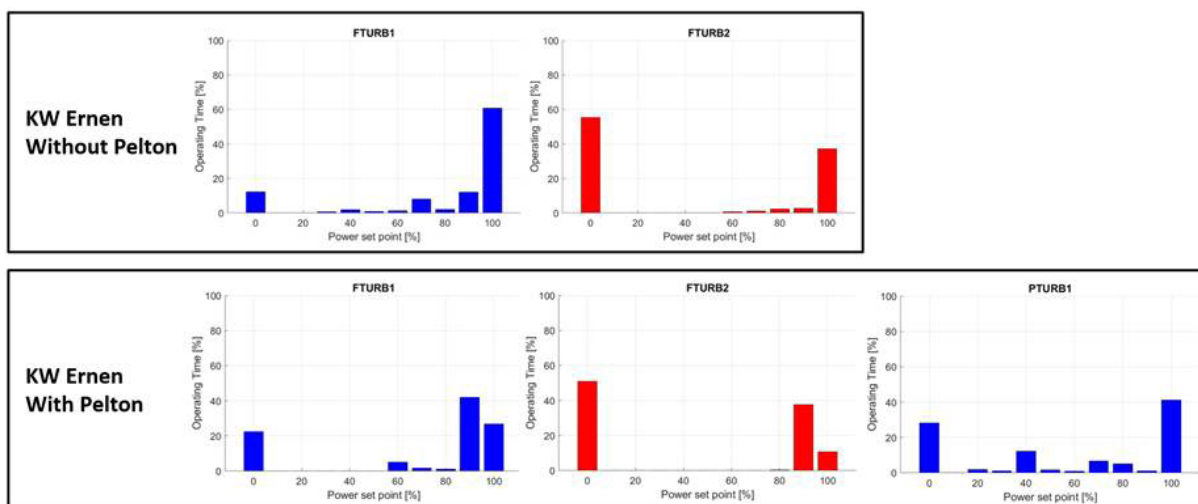 KW Ernen
Without Pelton
FTURB1
Operating Time [%]
100
80
60
40
20
0
0 20 40 60 80 100
Power set point [%]
FTURB2
Operating Time [%]
100
80
60
40
20
0
0 20 40 60 80 100
Power set point [%]
KW Ernen
With Pelton
FTURB1
Operating Time [%]
100
80
60
40
20
0
0 20 40 60 80 100
Power set point [%]
FTURB2
Operating Time [%]
100
80
60
40
20
0
0 20 40 60 80 100
Power set point [%]
PTURB1
Operating Time [%]
100
80
60
40
20
0
0 20 40 60 80 100
Power set point [%]